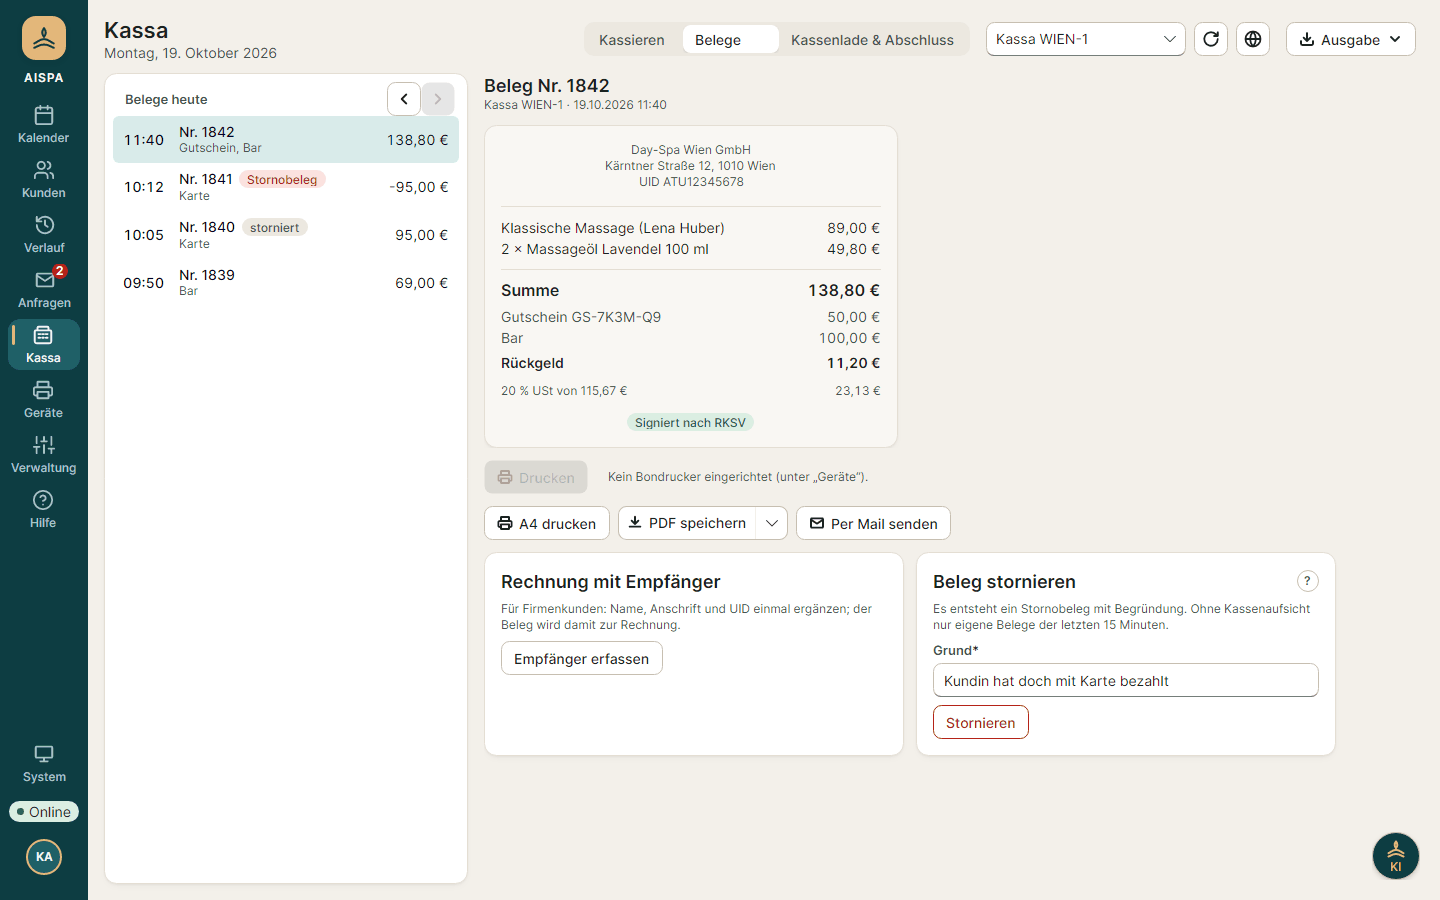 AISPA
Kalender
Kunden
Verlauf
2
Anfragen
Kassa
Geräte
Verwaltung
Hilfe
System
Online
KA
Kassa
Montag, 19. Oktober 2026
Kassieren
Belege
Kassenlade & Abschluss
Kassa WIEN-1
Ausgabe
Belege heute
11:40 Nr. 1842 138,80 €
Gutschein, Bar
10:12 Nr. 1841 Stornobeleg -95,00 €
Karte
10:05 Nr. 1840 storniert 95,00 €
Karte
09:50 Nr. 1839 69,00 €
Bar
Beleg Nr. 1842
Kassa WIEN-1 · 19.10.2026 11:40
Day-Spa Wien GmbH
Kärntner Straße 12, 1010 Wien
UID ATU12345678
Klassische Massage (Lena Huber) 89,00 €
2 × Massageöl Lavendel 100 ml 49,80 €
Summe 138,80 €
Gutschein GS-7K3M-Q9 50,00 €
Bar 100,00 €
Rückgeld 11,20 €
20 % USt von 115,67 € 23,13 €
Signiert nach RKSV
Drucken
Kein Bondrucker eingerichtet (unter „Geräte“).
A4 drucken
PDF speichern
Per Mail senden
Rechnung mit Empfänger
Für Firmenkunden: Name, Anschrift und UID einmal ergänzen; der
Beleg wird damit zur Rechnung.
Empfänger erfassen
Beleg stornieren
?
Es entsteht ein Stornobeleg mit Begründung. Ohne Kassenaufsicht
nur eigene Belege der letzten 15 Minuten.
Grund*
Kundin hat doch mit Karte bezahlt
Stornieren
KI